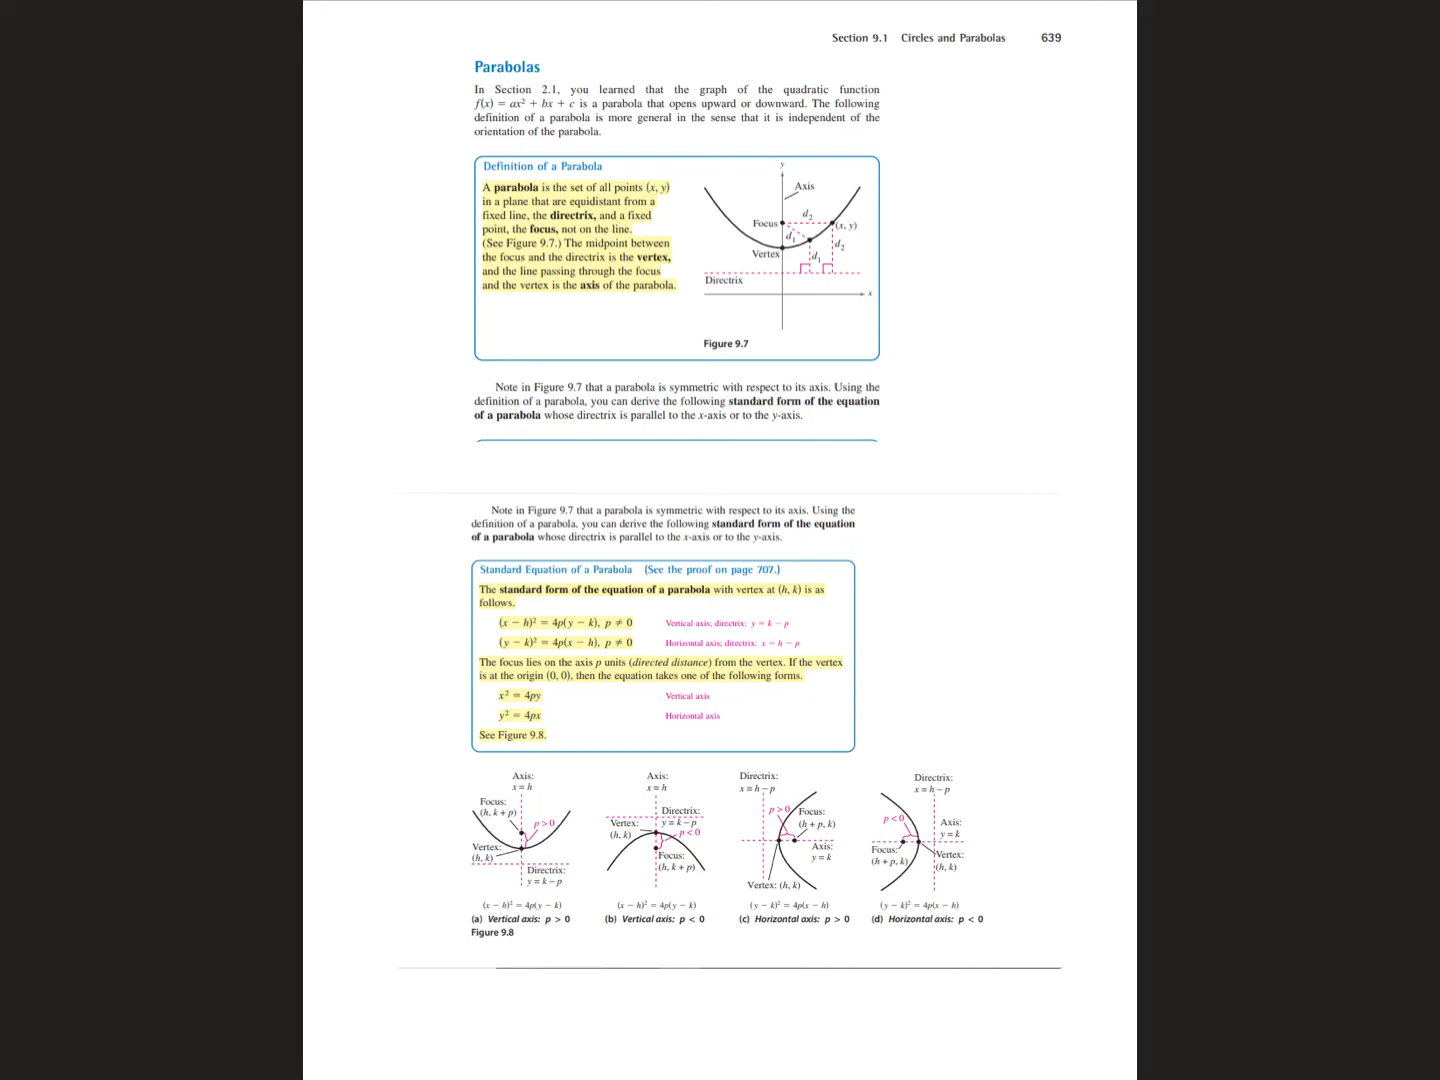 Section 9.1 Circles and Parabolas 639
Parabolas
In Section 2.1, you learned that the graph of the quadratic function
f(x) = ax² + bx + c is a parabola that opens upward or downward. The following
definition of a parabola is more general in the sense that it is independent of the
orientation of the parabola.
Definition of a Parabola
A parabola is the set of all points (x, y)
in a plane that are equidistant from a
fixed line, the directrix, and a fixed
point, the focus, not on the line.
(See Figure 9.7.) The midpoint between
the focus and the directrix is the vertex,
and the line passing through the focus
and the vertex is the axis of the parabola.
y
Axis
d₂
Focus
(x, y)
d₁
d₂
Vertex
d₁
Directrix
x
Figure 9.7
Note in Figure 9.7 that a parabola is symmetric with respect to its axis. Using the
definition of a parabola, you can derive the following standard form of the equation
of a parabola whose directrix is parallel to the x-axis or to the y-axis.
Note in Figure 9.7 that a parabola is symmetric with respect to its axis. Using the
definition of a parabola, you can derive the following standard form of the equation
of a parabola whose directrix is parallel to the x-axis or to the y-axis.
Standard Equation of a Parabola (See the proof on page 707.)
The standard form of the equation of a parabola with vertex at (h, k) is as
follows.
(x − h)² = 4p(y − k), p ≠ 0 Vertical axis; directrix: y = k − p
(y − k)² = 4p(x − h), p ≠ 0 Horizontal axis; directrix: x = h − p
The focus lies on the axis p units (directed distance) from the vertex. If the vertex
is at the origin (0, 0), then the equation takes one of the following forms.
x² = 4py Vertical axis
y² = 4px Horizontal axis
See Figure 9.8.
Axis:
x = h
Focus:
(h, k + p)
p > 0
Vertex:
(h, k)
Directrix:
y = k − p
(x − h)² = 4p(y − k)
(a) Vertical axis: p > 0
Axis:
x = h
Directrix:
y = k − p
Vertex:
(h, k)
p < 0
Focus:
(h, k + p)
(x − h)² = 4p(y − k)
(b) Vertical axis: p < 0
Directrix:
x = h − p
p > 0
Focus:
(h + p, k)
Axis:
y = k
Vertex: (h, k)
(y − k)² = 4p(x − h)
(c) Horizontal axis: p > 0
Directrix:
x = h − p
p < 0
Axis:
y = k
Focus:
(h + p, k)
Vertex:
(h, k)
(y − k)² = 4p(x − h)
(d) Horizontal axis: p < 0
Figure 9.8